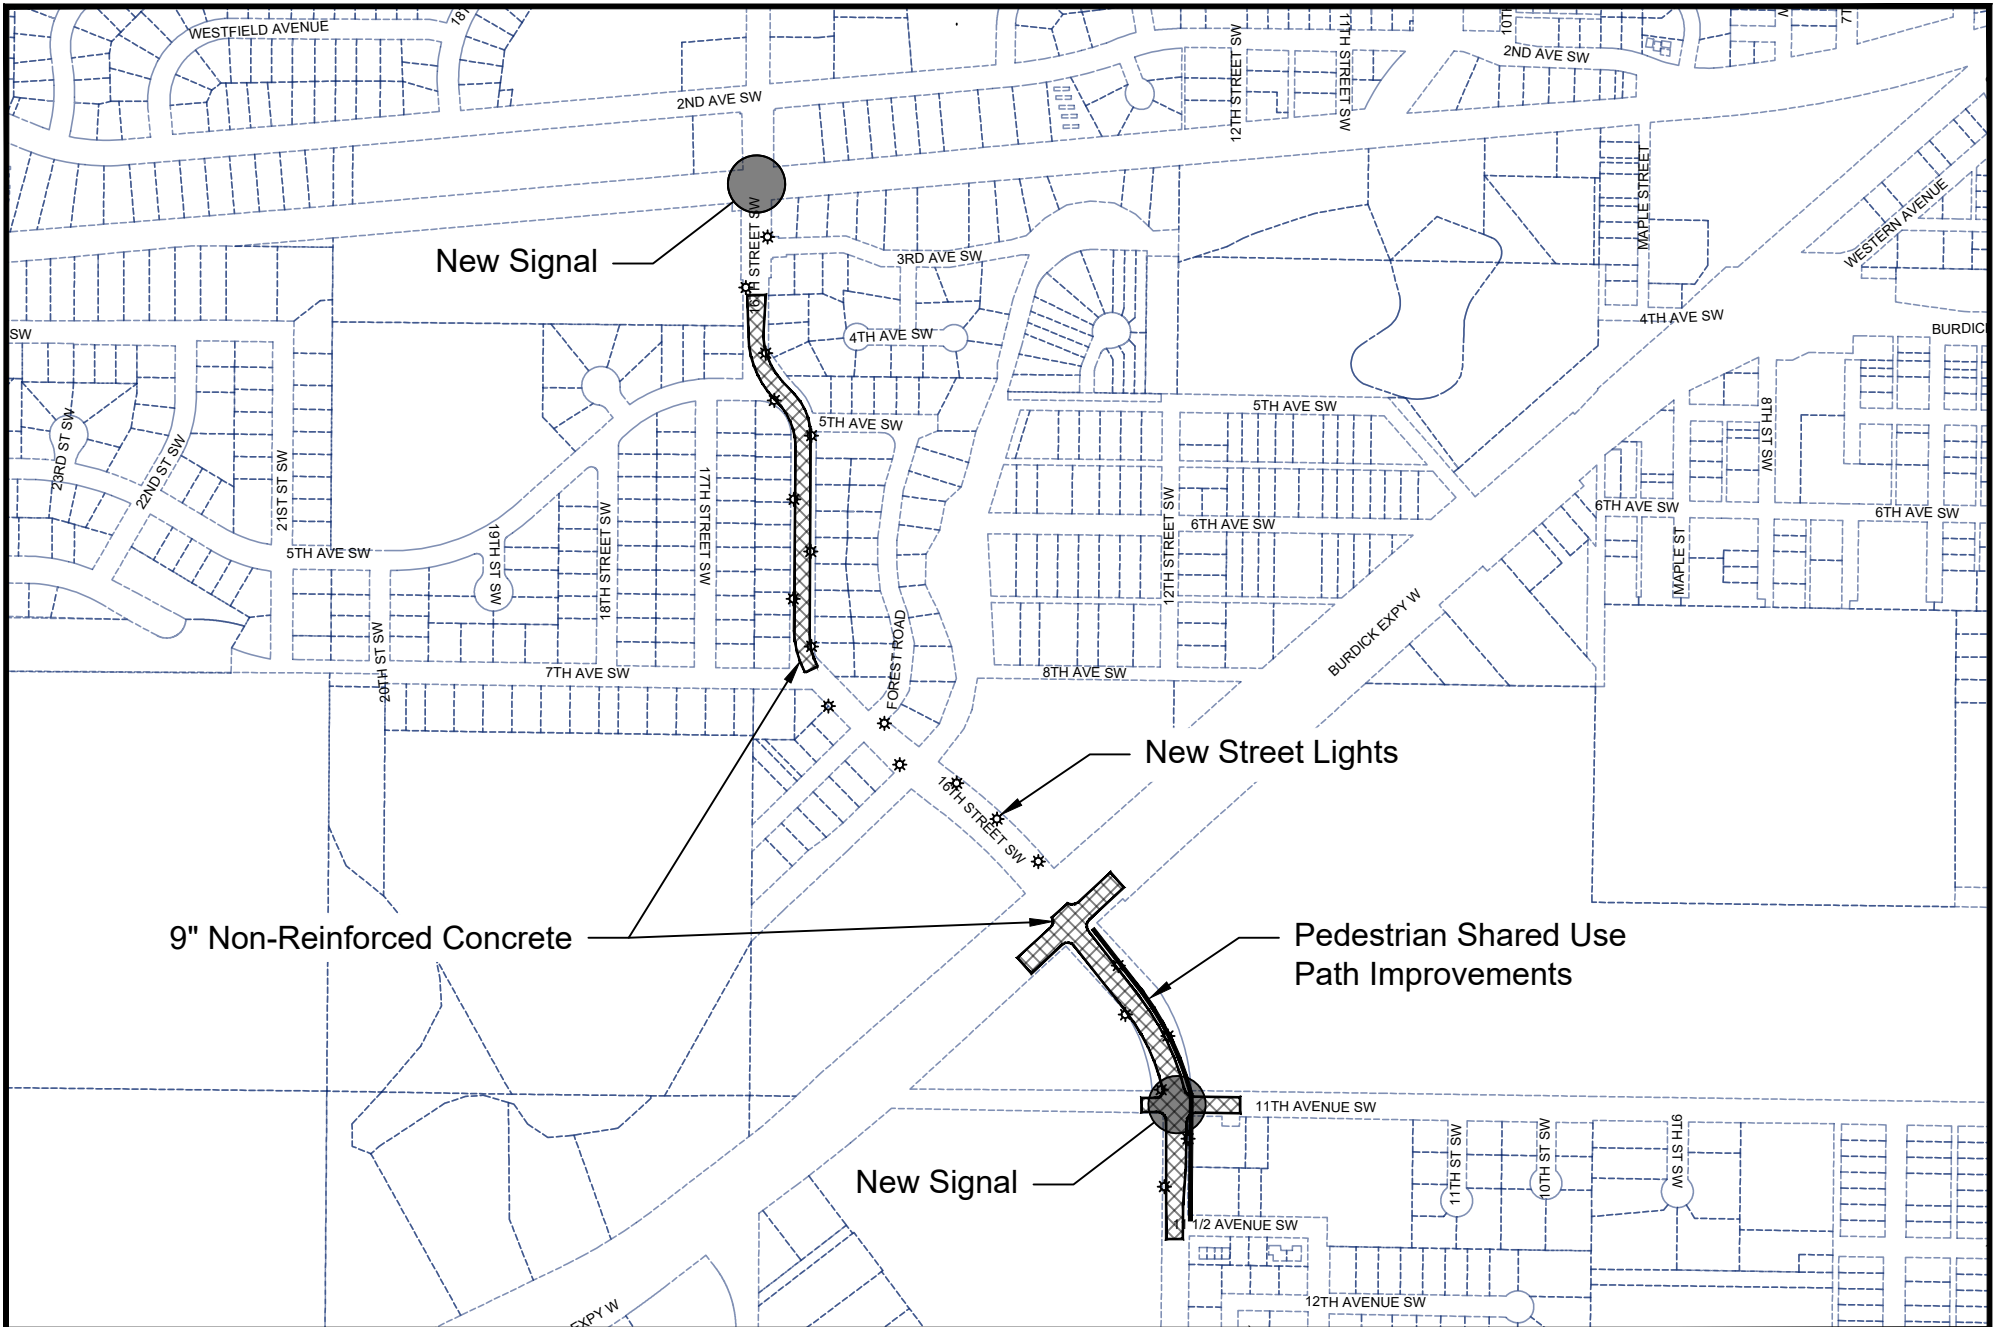 WESTFIELD AVENUE
18T
12TH STREET SW
11TH STREET SW
10TH
2ND AVE SW
W
7T
2ND AVE SW
MAPLE STREET
WESTERN AVENUE
New Signal
16TH STREET SW
3RD AVE SW
4TH AVE SW
4TH AVE SW
SW
BURDIC
5TH AVE SW
5TH AVE SW
8TH ST SW
23RD ST SW
22ND ST SW
21ST ST SW
17TH STREET SW
18TH STREET SW
19TH ST SW
12TH STREET SW
6TH AVE SW
6TH AVE SW
6TH AVE SW
MAPLE ST
5TH AVE SW
20TH ST SW
7TH AVE SW
FOREST ROAD
8TH AVE SW
BURDICK EXPY W
New Street Lights
16TH STREET SW
9" Non-Reinforced Concrete
Pedestrian Shared Use
Path Improvements
11TH AVENUE SW
11TH ST SW
10TH ST SW
9TH ST SW
New Signal
1/2 AVENUE SW
12TH AVENUE SW
EXPY W